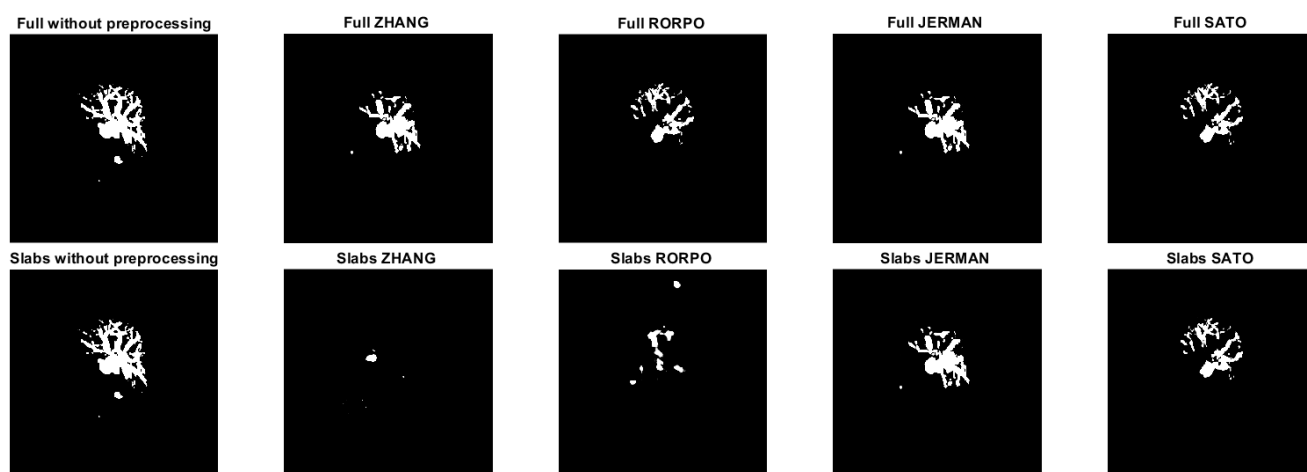 Full without preprocessing
Full ZHANG
Full RORPO
Full JERMAN
Full SATO
Slabs without preprocessing
Slabs ZHANG
Slabs RORPO
Slabs JERMAN
Slabs SATO